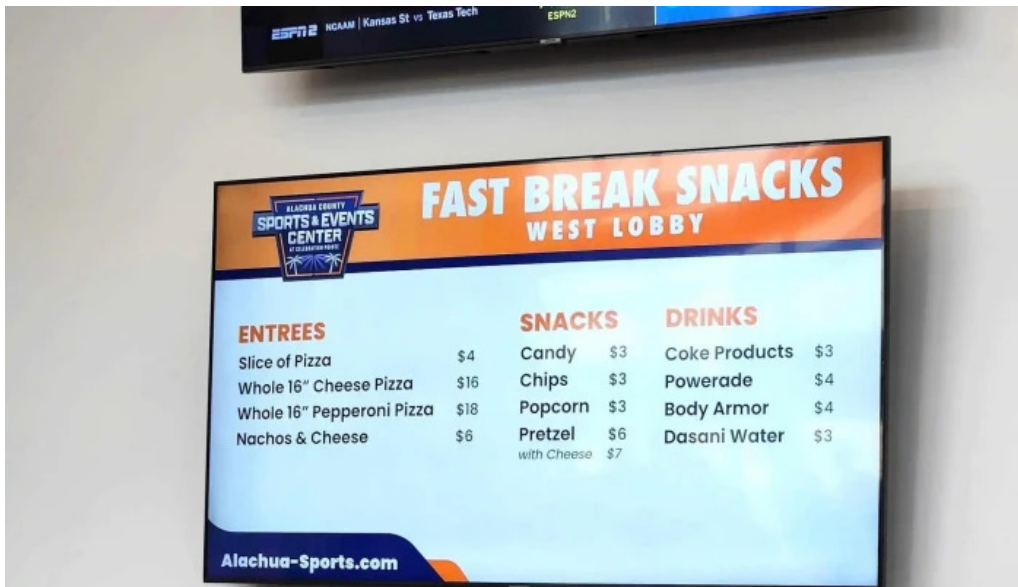 ESPN2 NCAAM | Kansas St vs Texas Tech
ESPN2
ALACHUA COUNTY
SPORTS & EVENTS
CENTER
AT CELEBRATION POINTE
FAST BREAK SNACKS
WEST LOBBY
ENTREES
Slice of Pizza $4
Whole 16" Cheese Pizza $16
Whole 16" Pepperoni Pizza $18
Nachos & Cheese $6
SNACKS
Candy $3
Chips $3
Popcorn $3
Pretzel $6
with Cheese $7
DRINKS
Coke Products $3
Powerade $4
Body Armor $4
Dasani Water $3
Alachua-Sports.com